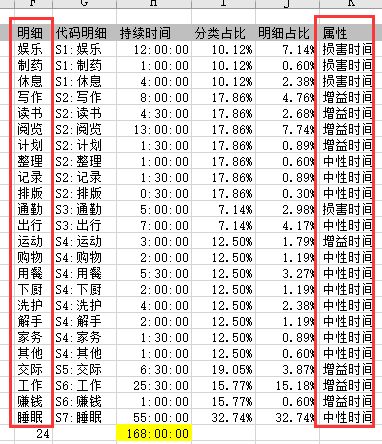 F G H I J K
明细 代码明细 持续时间 分类占比 明细占比 属性
娱乐 S1:娱乐 12:00:00 10.12% 7.14% 损害时间
制药 S1:制药 1:00:00 10.12% 0.60% 损害时间
休息 S1:休息 4:00:00 10.12% 2.38% 损害时间
写作 S2:写作 8:00:00 17.86% 4.76% 增益时间
读书 S2:读书 4:30:00 17.86% 2.68% 增益时间
阅览 S2:阅览 13:00:00 17.86% 7.74% 增益时间
计划 S2:计划 1:30:00 17.86% 0.89% 增益时间
整理 S2:整理 1:00:00 17.86% 0.60% 中性时间
记录 S2:记录 1:30:00 17.86% 0.89% 中性时间
排版 S2:排版 0:30:00 17.86% 0.30% 中性时间
通勤 S3:通勤 5:00:00 7.14% 2.98% 损害时间
出行 S3:出行 7:00:00 7.14% 4.17% 中性时间
运动 S4:运动 3:00:00 12.50% 1.79% 增益时间
购物 S4:购物 2:00:00 12.50% 1.19% 中性时间
用餐 S4:用餐 5:30:00 12.50% 3.27% 中性时间
下厨 S4:下厨 2:00:00 12.50% 1.19% 中性时间
洗护 S4:洗护 4:00:00 12.50% 2.38% 中性时间
解手 S4:解手 2:00:00 12.50% 1.19% 中性时间
家务 S4:家务 1:30:00 12.50% 0.89% 中性时间
其他 S4:其他 1:00:00 12.50% 0.60% 中性时间
交际 S5:交际 6:30:00 19.05% 3.87% 增益时间
工作 S6:工作 25:30:00 15.77% 15.18% 增益时间
赚钱 S6:赚钱 1:00:00 15.77% 0.60% 增益时间
睡眠 S7:睡眠 55:00:00 32.74% 32.74% 中性时间
24 168:00:00